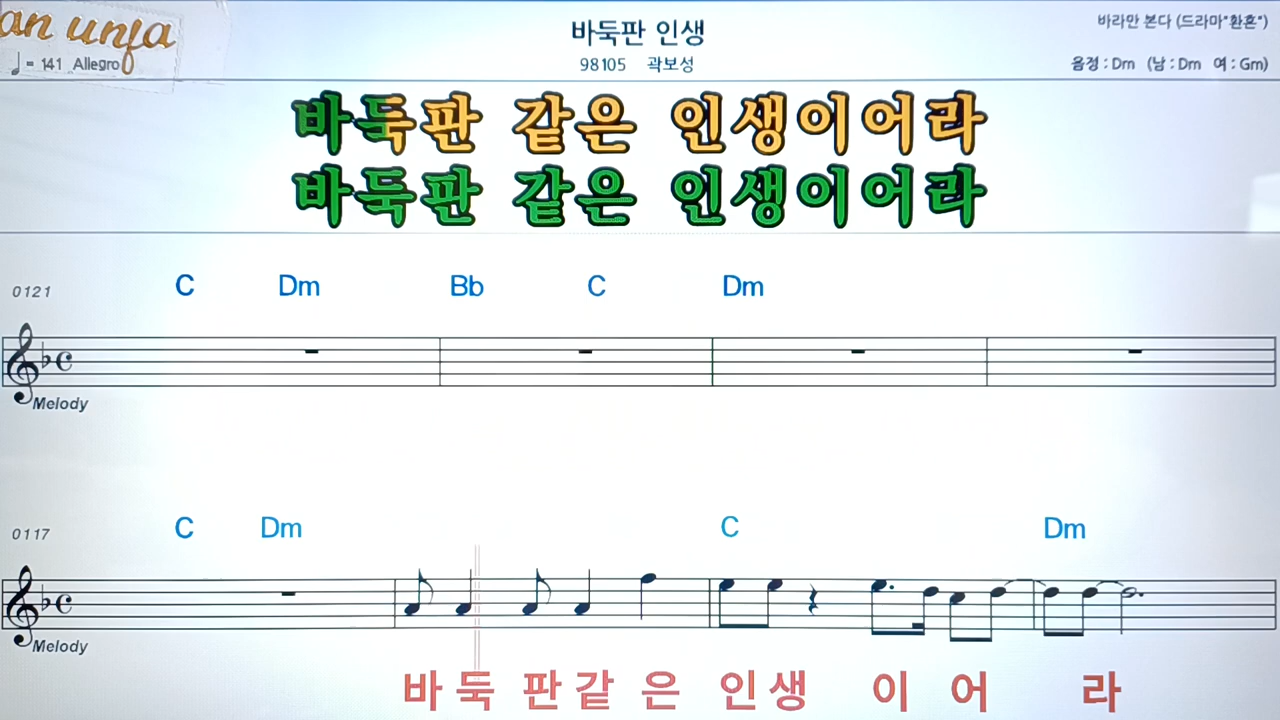 an unja
바둑판 인생
바라만 본다 (드라마"환혼")
♩ = 141 Allegro
98105 곽보성
음정 : Dm (남 : Dm 여 : Gm)
바둑판 같은 인생이어라
바둑판 같은 인생이어라
C Dm Bb C Dm
0121
Melody
C Dm C Dm
0117
Melody
바 둑 판 같 은 인 생 이 어 라